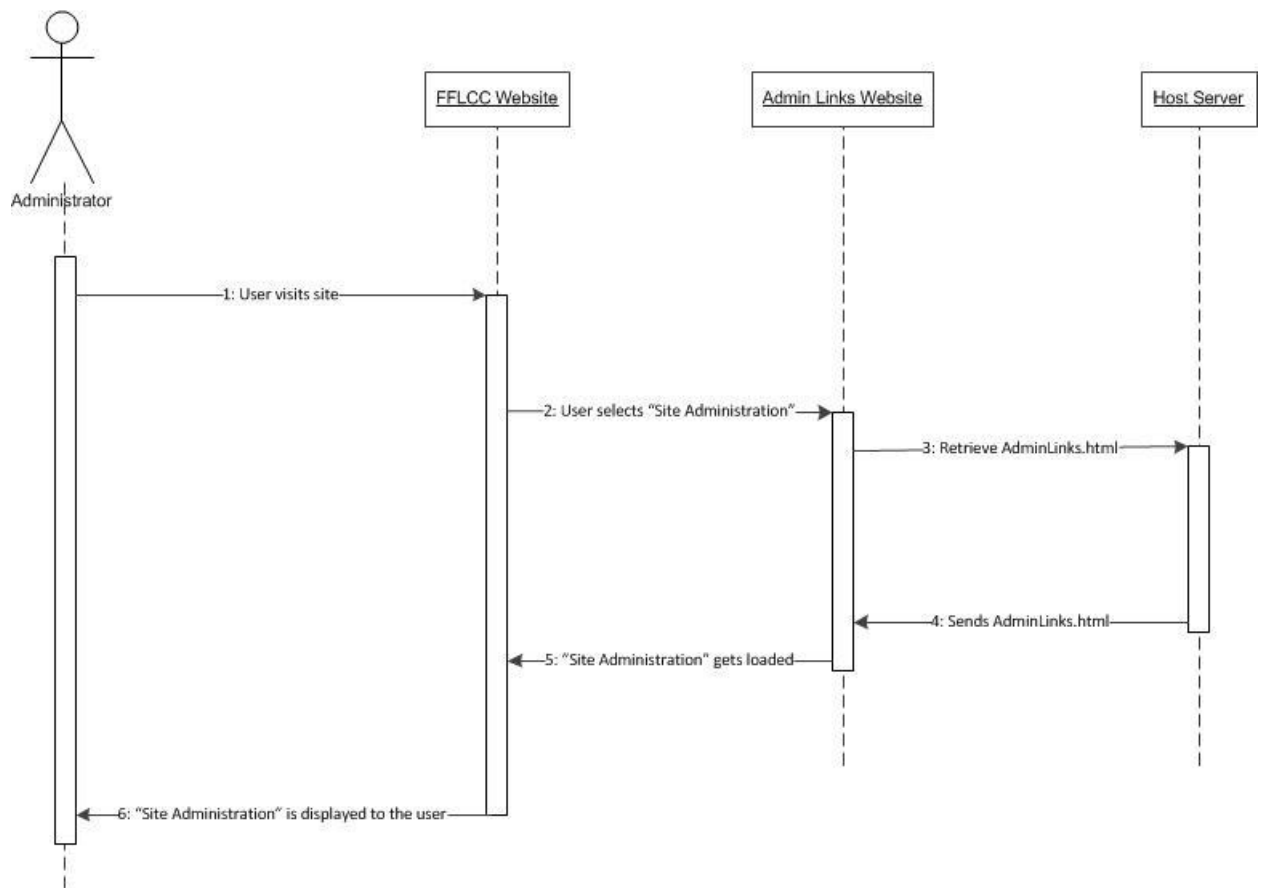 FFLCC Website
Admin Links Website
Host Server
Administrator
1: User visits site
2: User selects “Site Administration”
3: Retrieve AdminLinks.html
4: Sends AdminLinks.html
5: “Site Administration” gets loaded
6: “Site Administration” is displayed to the user